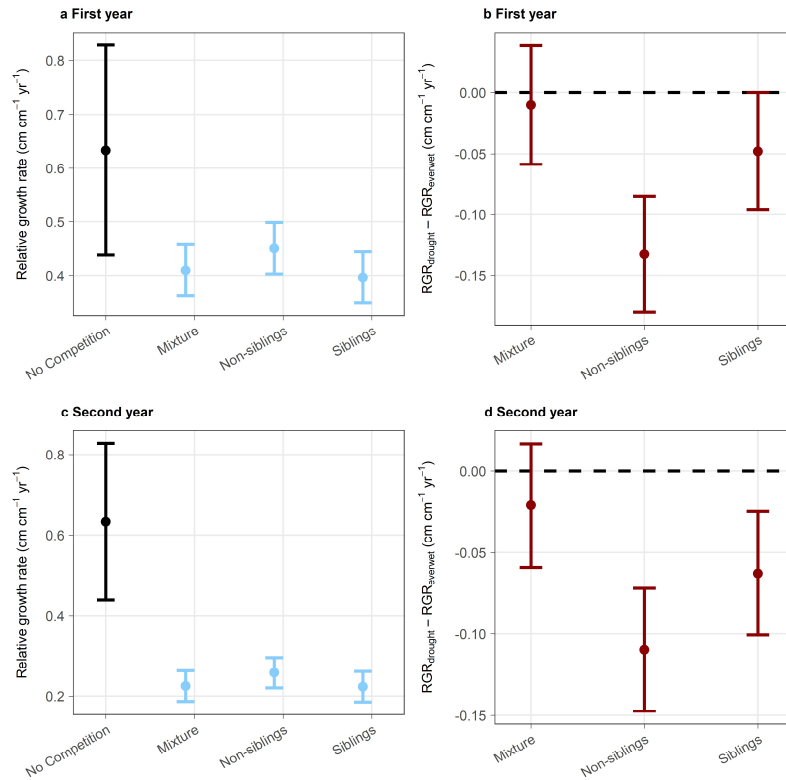 a First year
Relative growth rate (cm cm⁻¹ yr⁻¹)
0.8
0.7
0.6
0.5
0.4
No Competition
Mixture
Non-siblings
Siblings
b First year
RGRdrought − RGReverwet (cm cm⁻¹ yr⁻¹)
0.00
-0.05
-0.10
-0.15
Mixture
Non-siblings
Siblings
c Second year
Relative growth rate (cm cm⁻¹ yr⁻¹)
0.8
0.6
0.4
0.2
No Competition
Mixture
Non-siblings
Siblings
d Second year
RGRdrought − RGReverwet (cm cm⁻¹ yr⁻¹)
0.00
-0.05
-0.10
-0.15
Mixture
Non-siblings
Siblings